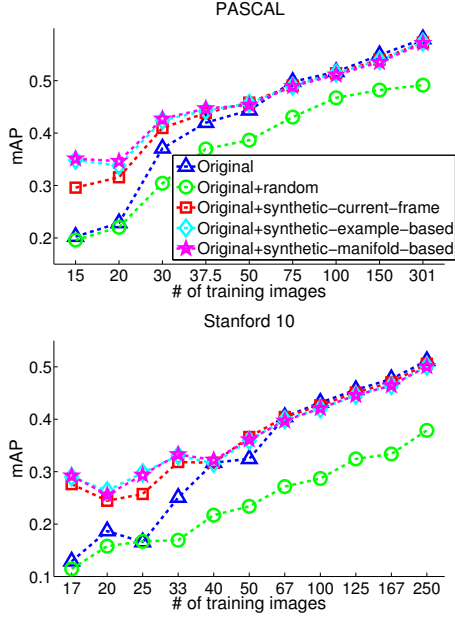 PASCAL
mAP
0.5
0.4
0.3
0.2
Original
Original+random
Original+synthetic-current-frame
Original+synthetic-example-based
Original+synthetic-manifold-based
15 20 30 37.5 50 75 100 150 301
# of training images
Stanford 10
mAP
0.5
0.4
0.3
0.2
0.1
17 20 25 33 40 50 67 100 125 167 250
# of training images